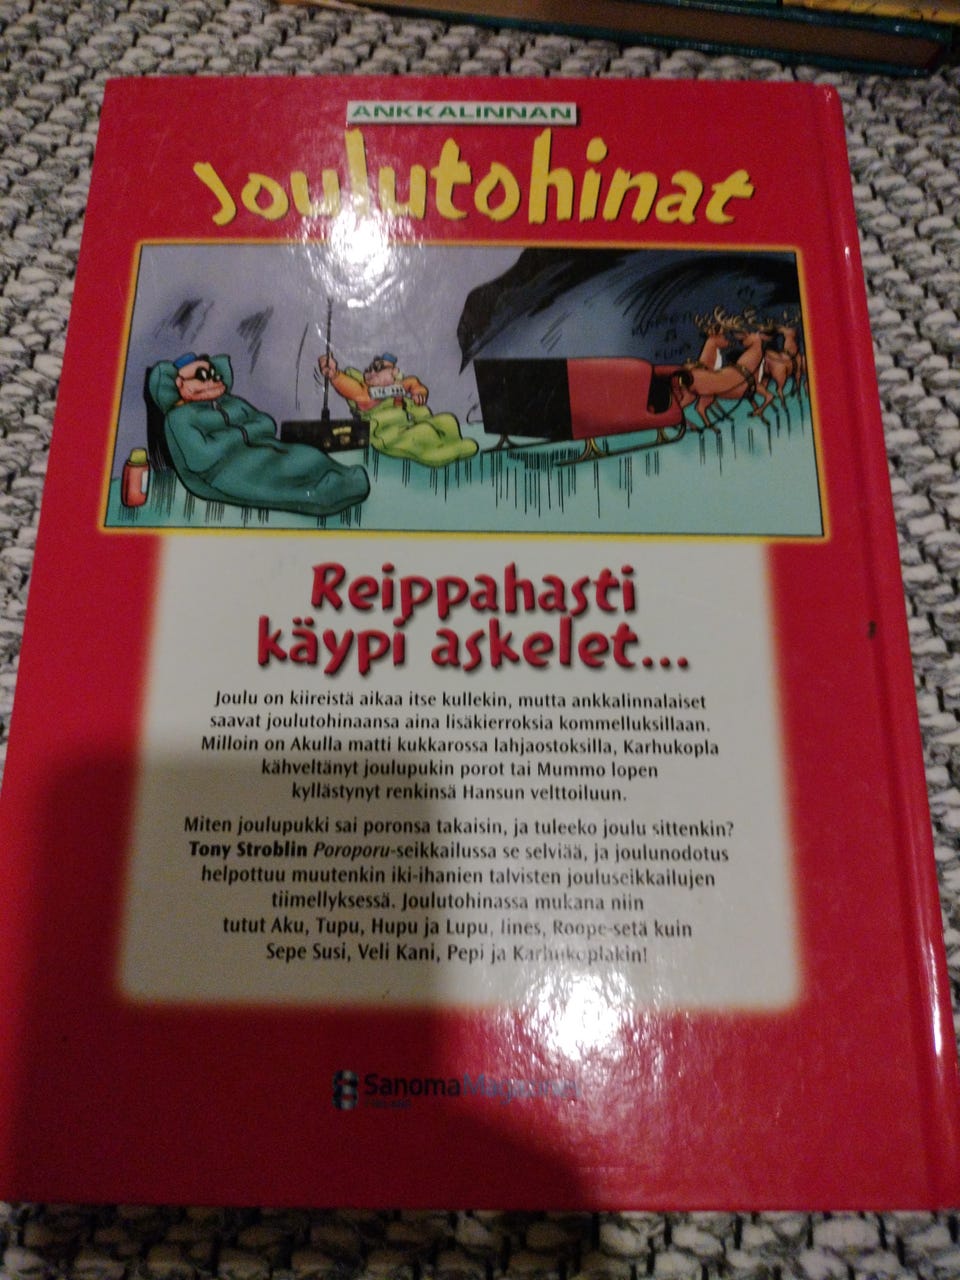 ANKKALINNAN
Joulutohinat
Reippahasti
käypi askelet...
Joulu on kiireistä aikaa itse kullekin, mutta ankkalinnalaiset
saavat joulutohinaansa aina lisäkierroksia kommelluksillaan.
Milloin on Akulla matti kukkarossa lahjaostoksilla, Karhukopla
kähveltänyt joulupukin porot tai Mummo lopen
kyllästynyt renkinsä Hansun velttoiluun.
Miten joulupukki sai poronsa takaisin, ja tuleeko joulu sittenkin?
Tony Stroblin Poroporu-seikkailussa se selviää, ja joulunodotus
helpottuu muutenkin iki-ihanien talvisten jouluseikkailujen
tiimellyksessä. Joulutohinassa mukana niin
tutut Aku, Tupu, Hupu ja Lupu, Iines, Roope-setä kuin
Sepe Susi, Veli Kani, Pepi ja Karhukoplakin!
SanomaMagazines